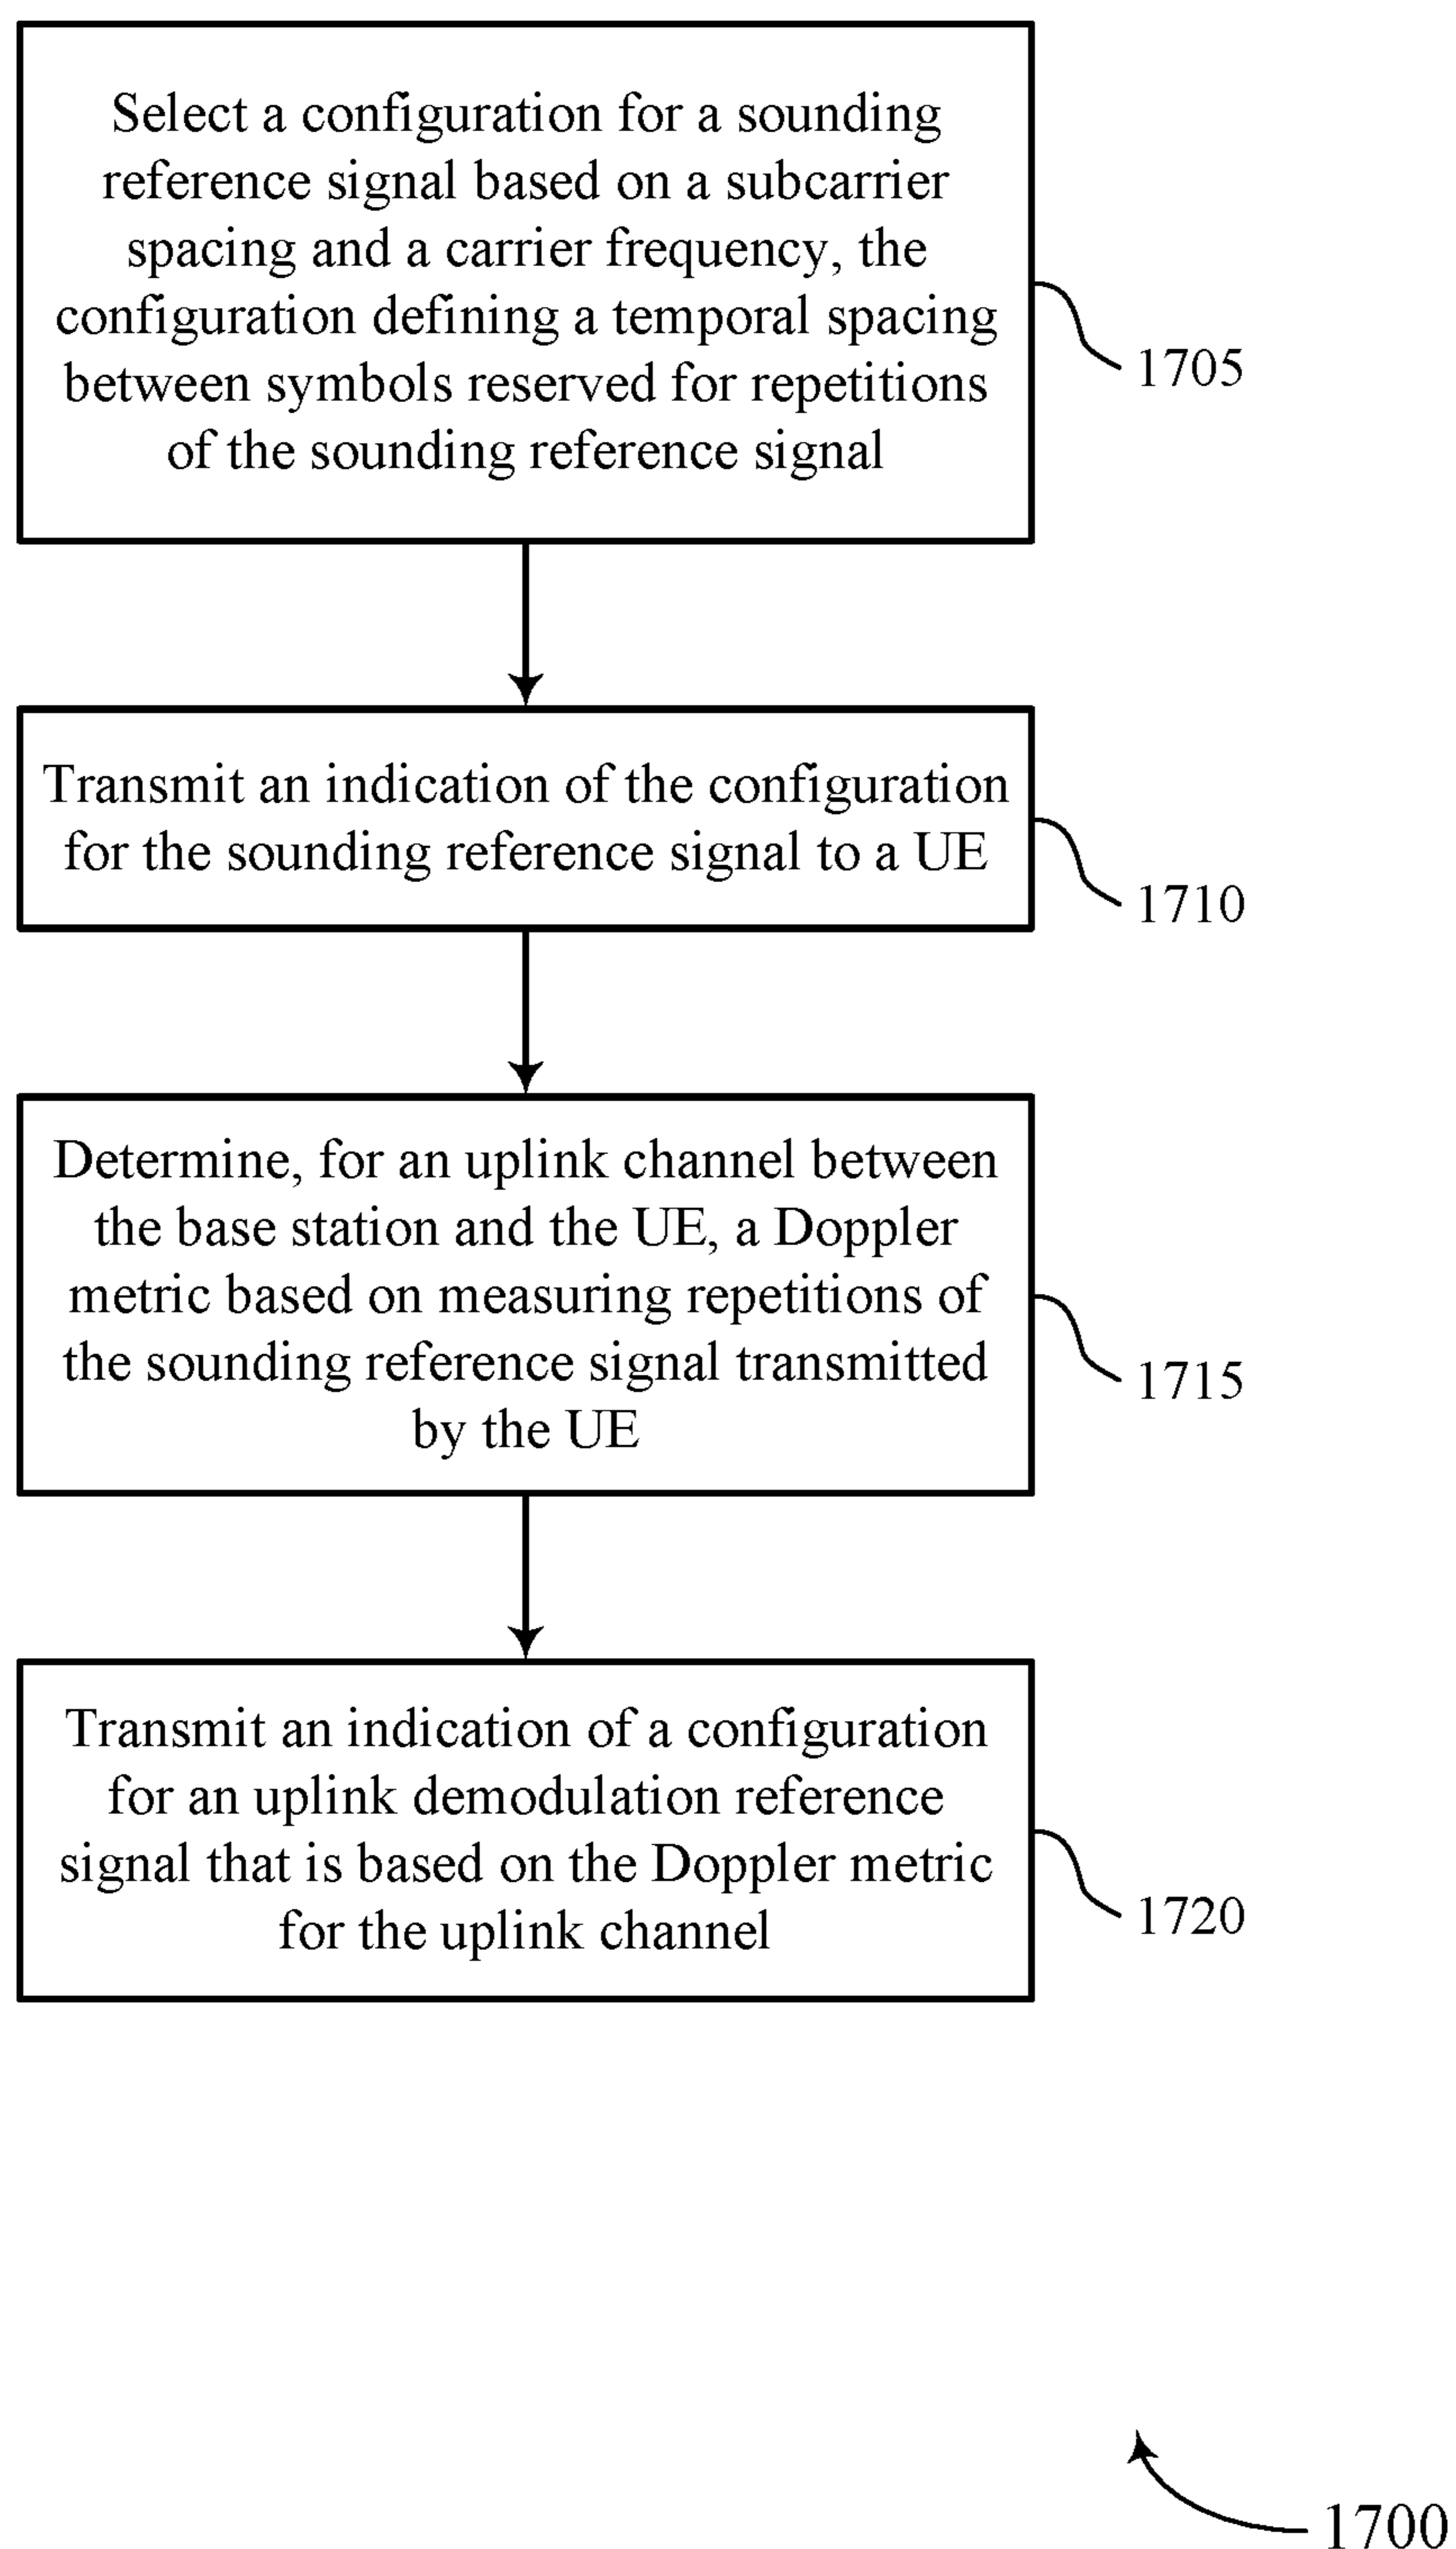 Select a configuration for a sounding
reference signal based on a subcarrier
spacing and a carrier frequency, the
configuration defining a temporal spacing
between symbols reserved for repetitions
of the sounding reference signal
1705
Transmit an indication of the configuration
for the sounding reference signal to a UE
1710
Determine, for an uplink channel between
the base station and the UE, a Doppler
metric based on measuring repetitions of
the sounding reference signal transmitted
by the UE
1715
Transmit an indication of a configuration
for an uplink demodulation reference
signal that is based on the Doppler metric
for the uplink channel
1720
1700